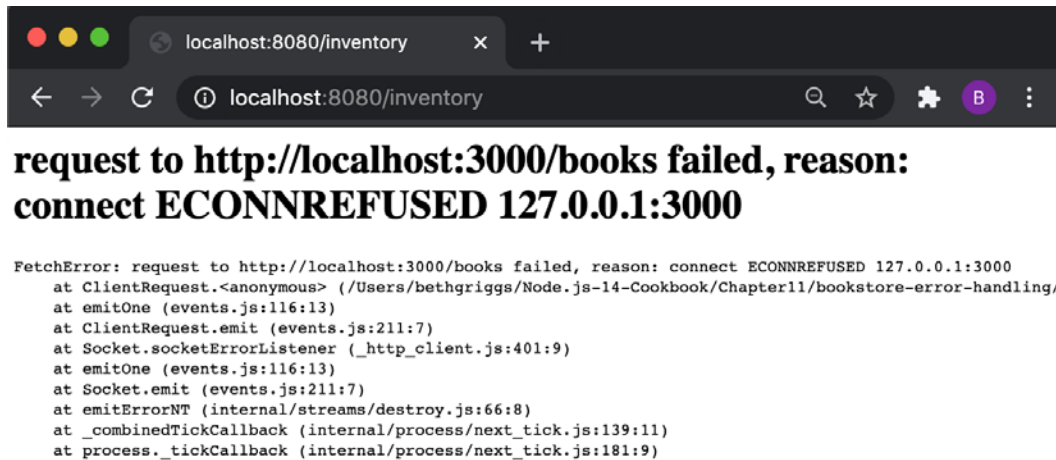 localhost:8080/inventory
localhost:8080/inventory
B
request to http://localhost:3000/books failed, reason:
connect ECONNREFUSED 127.0.0.1:3000
FetchError: request to http://localhost:3000/books failed, reason: connect ECONNREFUSED 127.0.0.1:3000
at ClientRequest.<anonymous> (/Users/bethgriggs/Node.js-14-Cookbook/Chapter11/bookstore-error-handling/
at emitOne (events.js:116:13)
at ClientRequest.emit (events.js:211:7)
at Socket.socketErrorListener (_http_client.js:401:9)
at emitOne (events.js:116:13)
at Socket.emit (events.js:211:7)
at emitErrorNT (internal/streams/destroy.js:66:8)
at _combinedTickCallback (internal/process/next_tick.js:139:11)
at process._tickCallback (internal/process/next_tick.js:181:9)